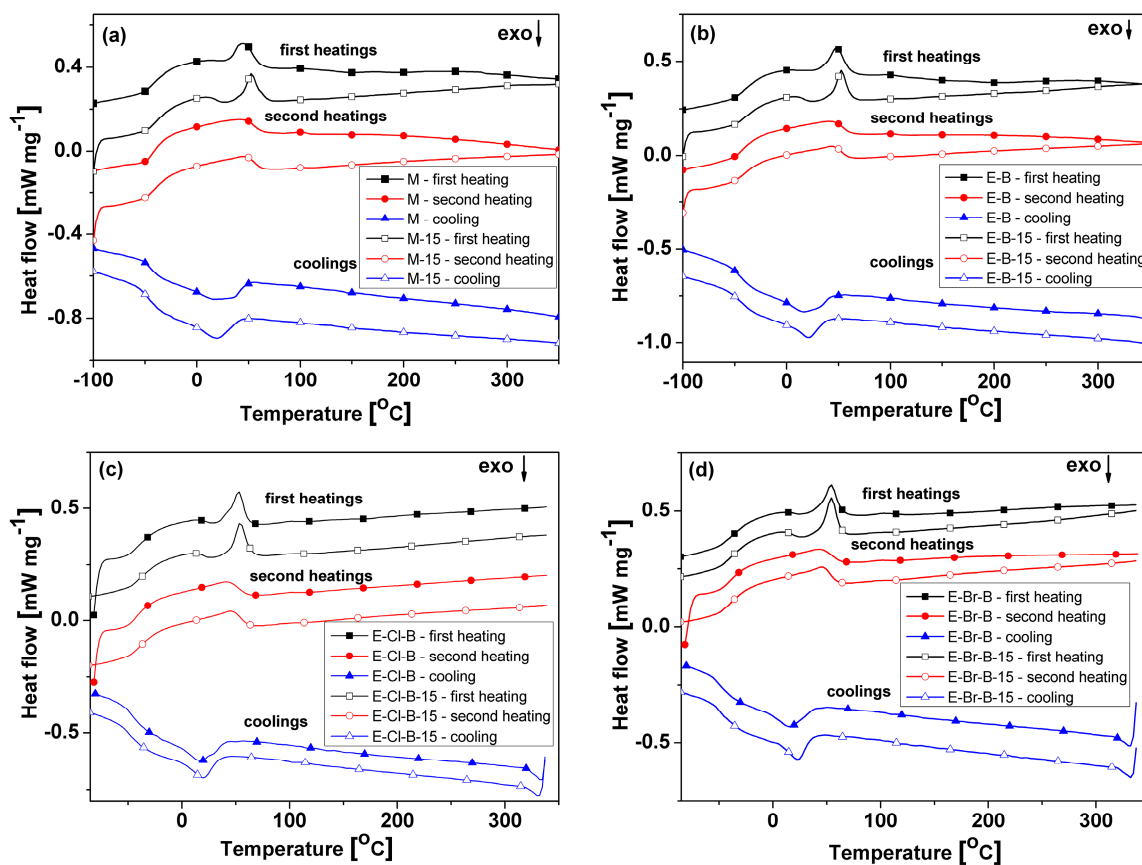 (a)
exo
first heatings
second heatings
coolings
M - first heating
M - second heating
M - cooling
M-15 - first heating
M-15 - second heating
M-15 - cooling
0.4
0.0
-0.4
-0.8
-100
0
100
200
300
Heat flow [mW mg⁻¹]
Temperature [°C]
(b)
exo
first heatings
second heatings
coolings
E-B - first heating
E-B - second heating
E-B - cooling
E-B-15 - first heating
E-B-15 - second heating
E-B-15 - cooling
0.5
0.0
-0.5
-1.0
-100
0
100
200
300
Heat flow [mW mg⁻¹]
Temperature [°C]
(c)
exo
first heatings
second heatings
coolings
E-Cl-B - first heating
E-Cl-B - second heating
E-Cl-B - cooling
E-Cl-B-15 - first heating
E-Cl-B-15 - second heating
E-Cl-B-15 - cooling
0.5
0.0
-0.5
0
100
200
300
Heat flow [mW mg⁻¹]
Temperature [°C]
(d)
exo
first heatings
second heatings
coolings
E-Br-B - first heating
E-Br-B - second heating
E-Br-B - cooling
E-Br-B-15 - first heating
E-Br-B-15 - second heating
E-Br-B-15 - cooling
0.5
0.0
-0.5
0
100
200
300
Heat flow [mW mg⁻¹]
Temperature [°C]